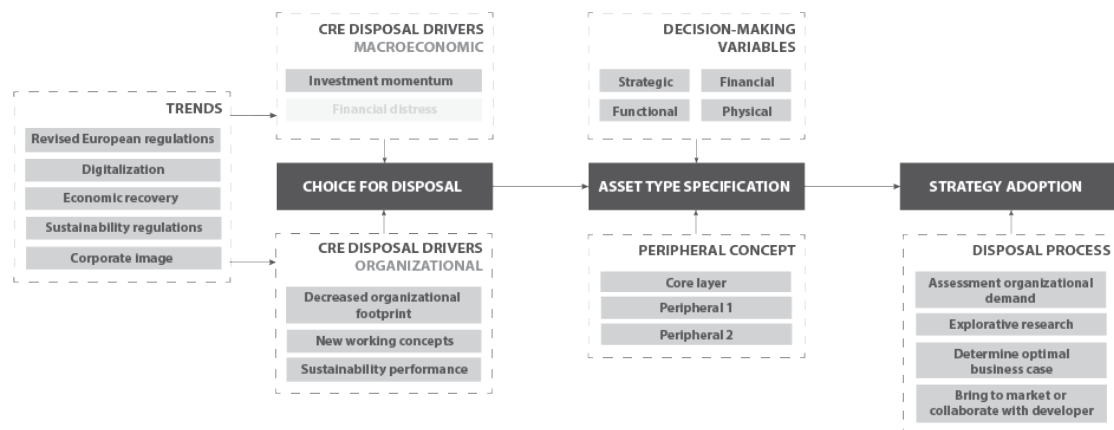 TRENDS
Revised European regulations
Digitalization
Economic recovery
Sustainability regulations
Corporate image
CRE DISPOSAL DRIVERS
MACROECONOMIC
Investment momentum
Financial distress
CHOICE FOR DISPOSAL
CRE DISPOSAL DRIVERS
ORGANIZATIONAL
Decreased organizational
footprint
New working concepts
Sustainability performance
DECISION-MAKING
VARIABLES
Strategic
Financial
Functional
Physical
ASSET TYPE SPECIFICATION
PERIPHERAL CONCEPT
Core layer
Peripheral 1
Peripheral 2
STRATEGY ADOPTION
DISPOSAL PROCESS
Assessment organizational
demand
Explorative research
Determine optimal
business case
Bring to market or
collaborate with developer